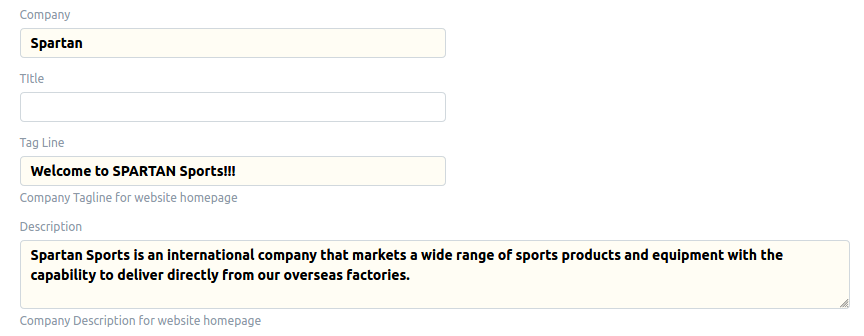 Company
Spartan
TItle
Tag Line
Welcome to SPARTAN Sports!!!
Company Tagline for website homepage
Description
Spartan Sports is an international company that markets a wide range of sports products and equipment with the
capability to deliver directly from our overseas factories.
Company Description for website homepage